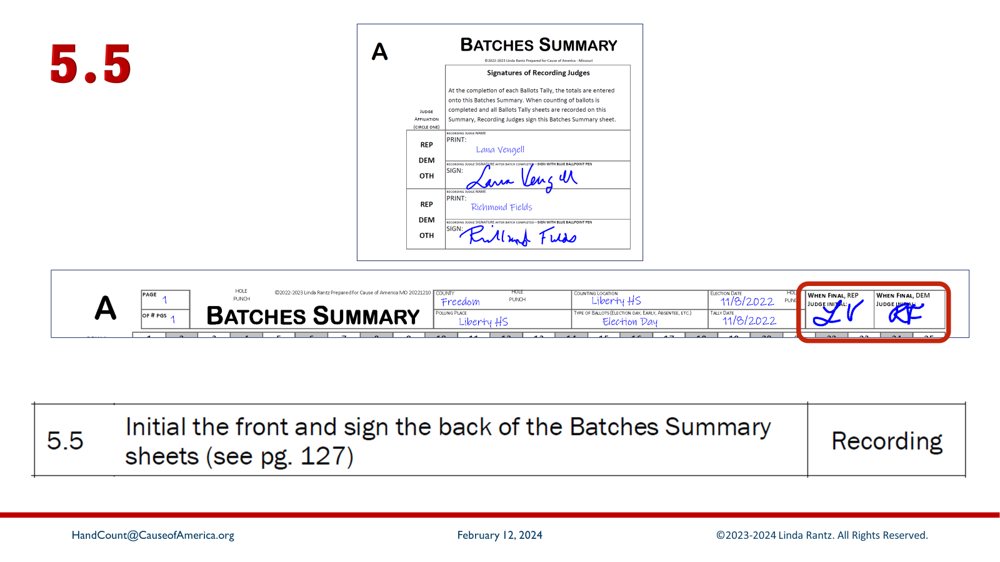 5.5
A
BATCHES SUMMARY
©2022-2023 Linda Rantz Prepared for Cause of America - Missouri
Signatures of Recording Judges
At the completion of each Ballots Tally, the totals are entered
onto this Batches Summary. When counting of ballots is
completed and all Ballots Tally sheets are recorded on this
Summary, Recording Judges sign this Batches Summary sheet.
JUDGE
AFFILIATION
(CIRCLE ONE)
REP
DEM
OTH
RECORDING JUDGE NAME
PRINT:
Lana Vengell
RECORDING JUDGE SIGNATURE AFTER BATCH COMPLETED—SIGN WITH BLUE BALLPOINT PEN
SIGN:
Lana Vengell
REP
DEM
OTH
RECORDING JUDGE NAME
PRINT:
Richmond Fields
RECORDING JUDGE SIGNATURE AFTER BATCH COMPLETED—SIGN WITH BLUE BALLPOINT PEN
SIGN:
Richmond Fields
A
PAGE
1
OF # PGS
1
HOLE
PUNCH
©2022-2023 Linda Rantz Prepared for Cause of America MO 20221210
BATCHES SUMMARY
COUNTY
Freedom
HOLE
PUNCH
POLLING PLACE
Liberty HS
COUNTING LOCATION
Liberty HS
TYPE OF BALLOTS (ELECTION DAY, EARLY, ABSENTEE, ETC.)
Election Day
ELECTION DATE
11/8/2022
TALLY DATE
11/8/2022
WHEN FINAL, REP
JUDGE INITIAL:
LV
WHEN FINAL, DEM
JUDGE INITIAL:
RF
5.5
Initial the front and sign the back of the Batches Summary
sheets (see pg. 127)
Recording
HandCount@CauseofAmerica.org
February 12, 2024
©2023-2024 Linda Rantz. All Rights Reserved.